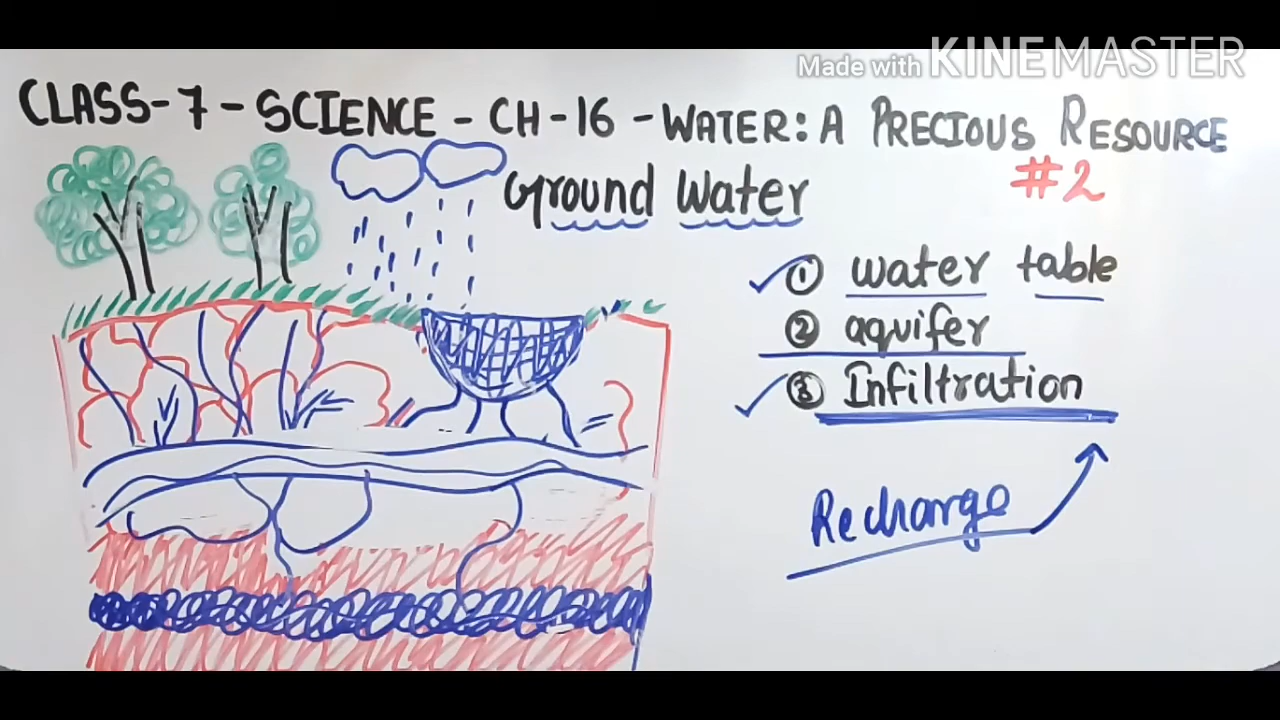 Made with KINEMASTER
CLASS-7-SCIENCE-CH-16-WATER: A PRECIOUS RESOURCE
#2
Ground Water
① water table
② aquifer
③ Infiltration
Recharge